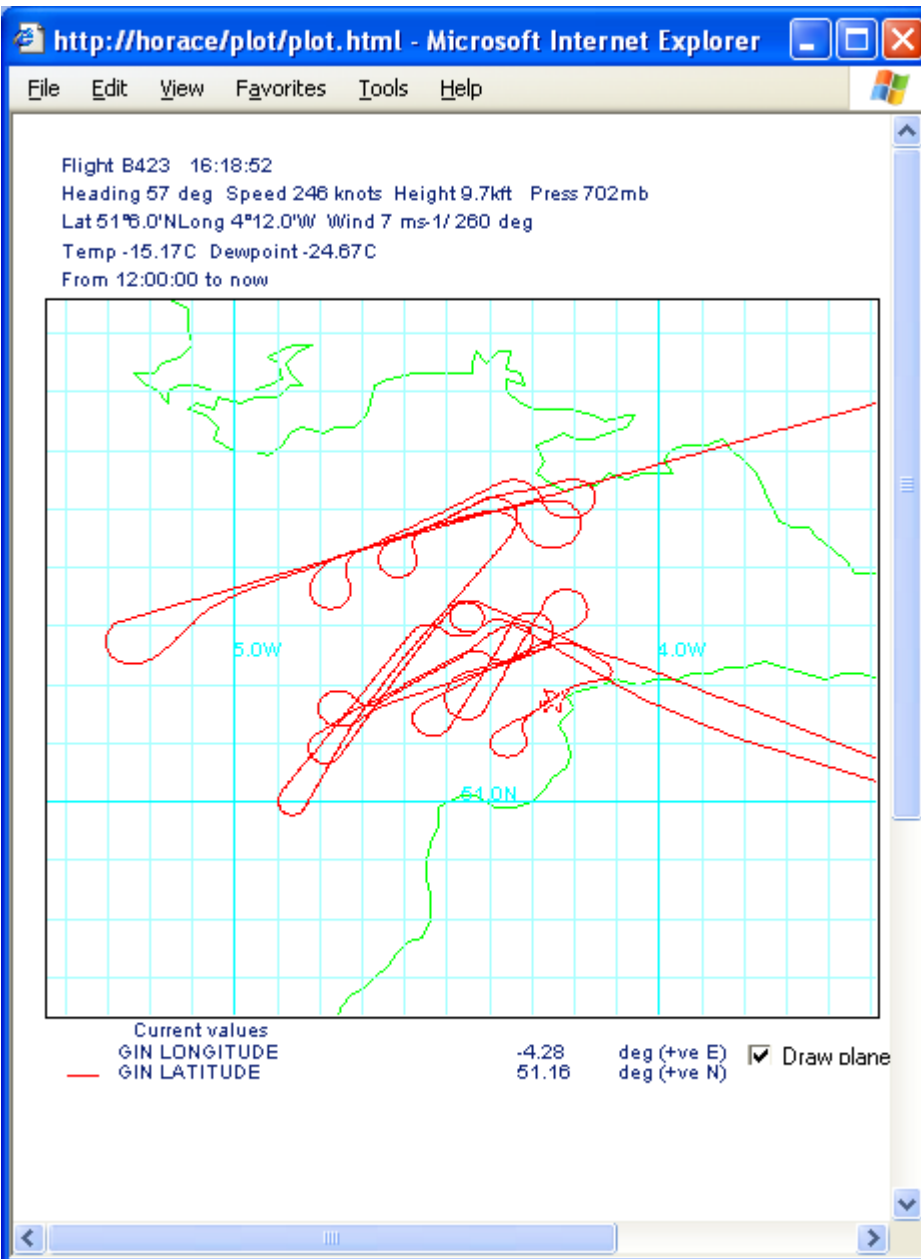 http://horace/plot/plot.html - Microsoft Internet Explorer
File Edit View Favorites Tools Help
Flight B423 16:18:52
Heading 57 deg Speed 246 knots Height 9.7kft Press 702mb
Lat 51°6.0'NLong 4°12.0'W Wind 7 ms-1/ 260 deg
Temp -15.17C Dewpoint -24.67C
From 12:00:00 to now
5.0W 4.0W
51.0N
Current values
GIN LONGITUDE -4.28 deg (+ve E) Draw plane
GIN LATITUDE 51.16 deg (+ve N)